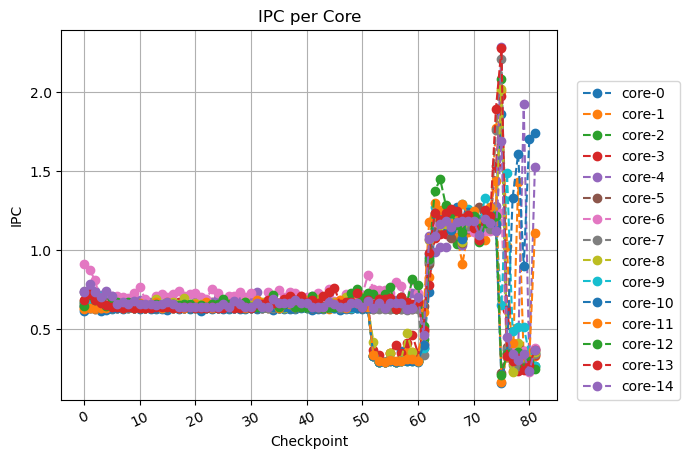 IPC per Core
IPC
2.0
1.5
1.0
0.5
0
10
20
30
40
50
60
70
80
Checkpoint
core-0
core-1
core-2
core-3
core-4
core-5
core-6
core-7
core-8
core-9
core-10
core-11
core-12
core-13
core-14